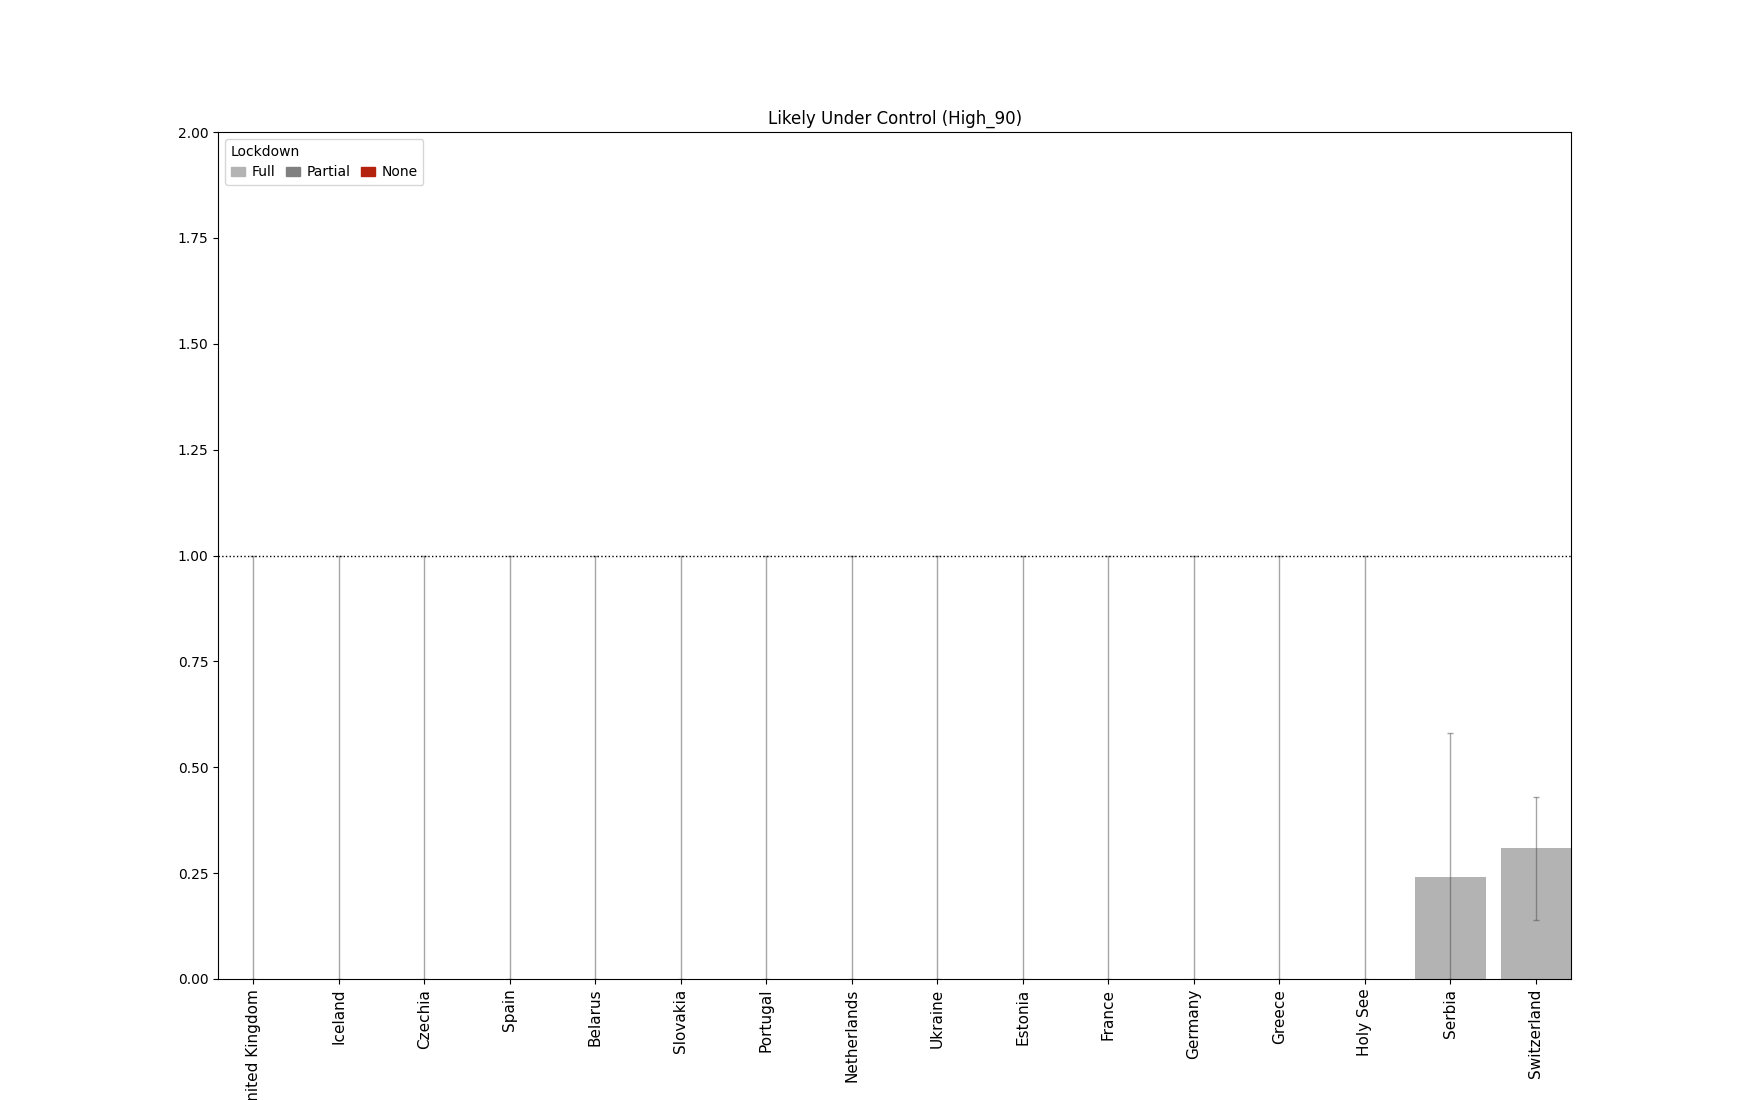 Likely Under Control (High_90)
Lockdown
Full Partial None
2.00
1.75
1.50
1.25
1.00
0.75
0.50
0.25
0.00
nited Kingdom
Iceland
Czechia
Spain
Belarus
Slovakia
Portugal
Netherlands
Ukraine
Estonia
France
Germany
Greece
Holy See
Serbia
Switzerland